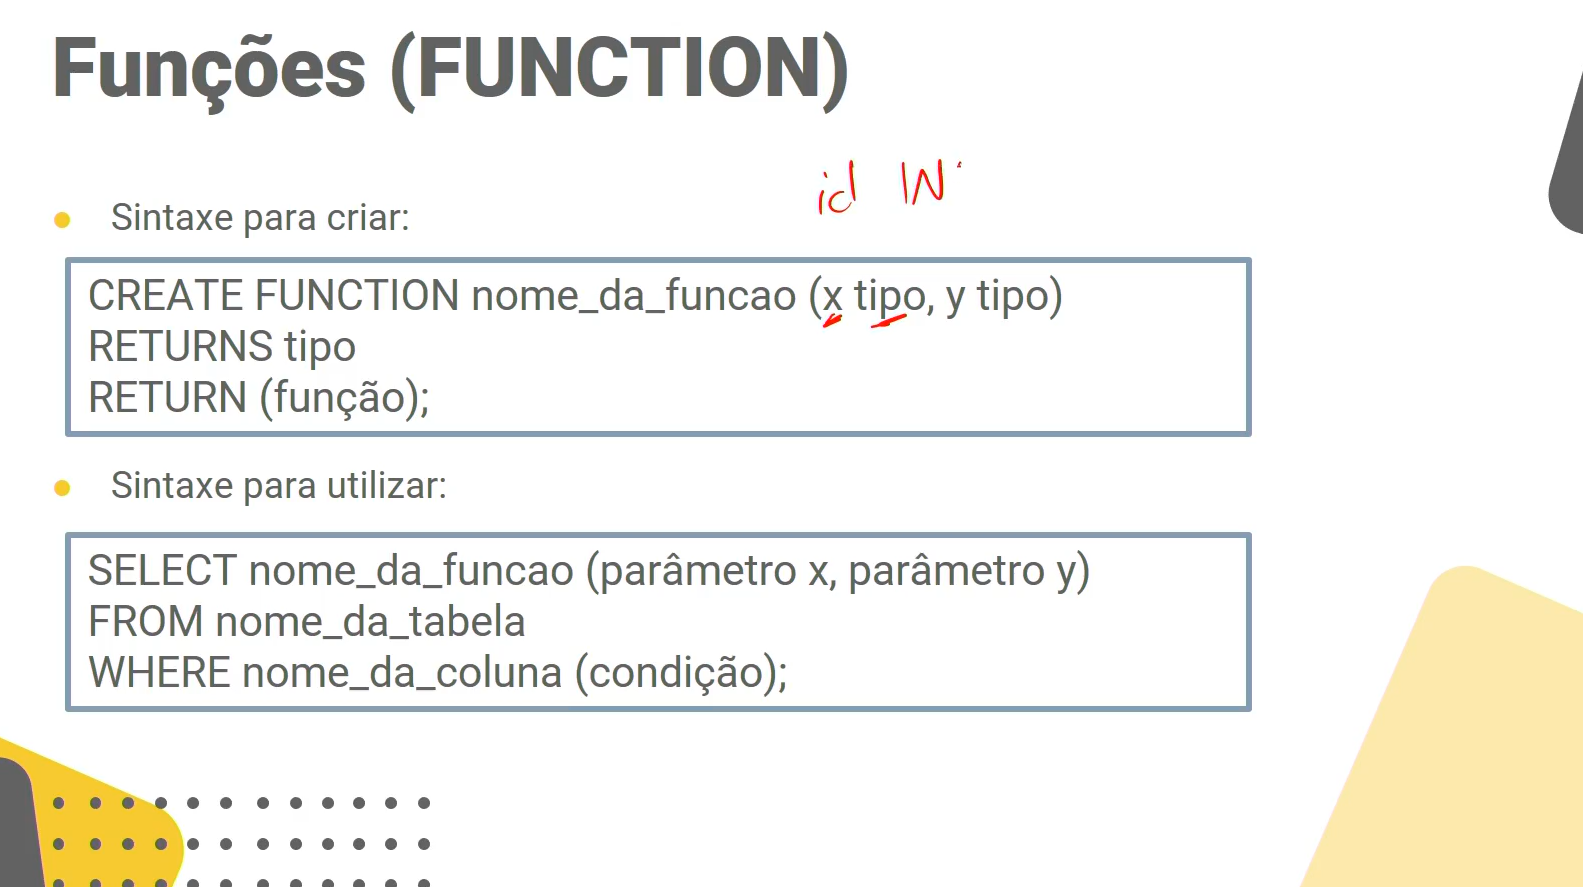 Funções (FUNCTION)
id IN
Sintaxe para criar:
CREATE FUNCTION nome_da_funcao (x tipo, y tipo)
RETURNS tipo
RETURN (função);
Sintaxe para utilizar:
SELECT nome_da_funcao (parâmetro x, parâmetro y)
FROM nome_da_tabela
WHERE nome_da_coluna (condição);